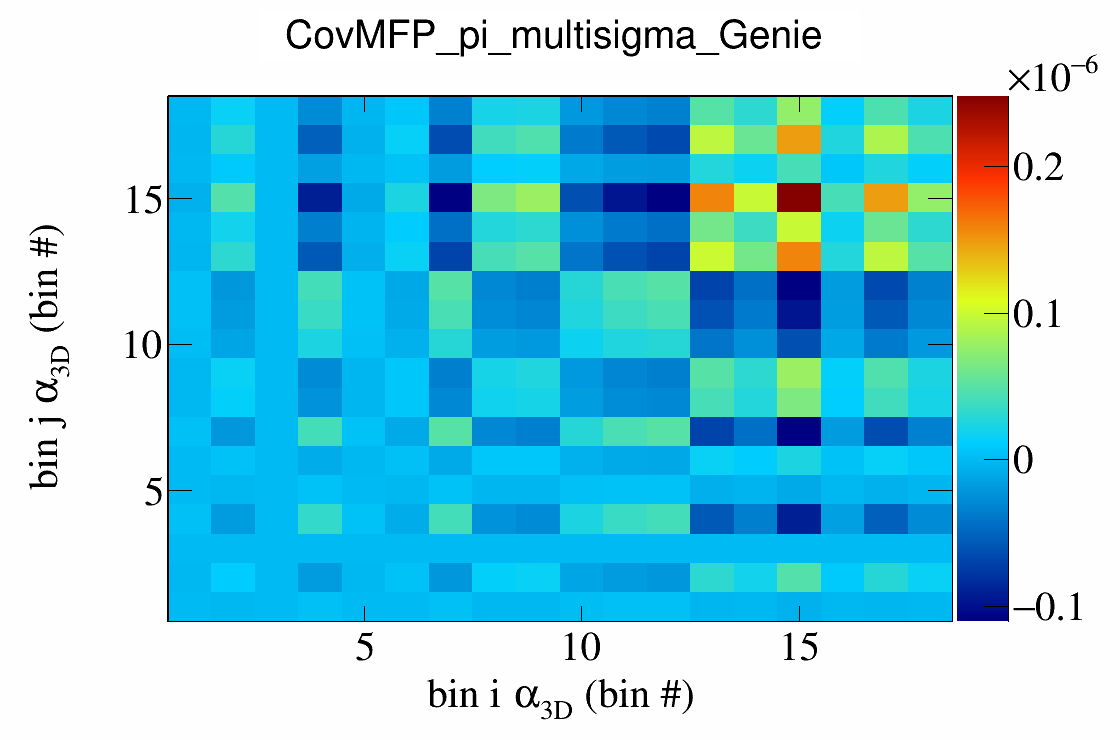 CovMFP_pi_multisigma_Genie
×10⁻⁶
0.2
0.1
0
−0.1
15
10
5
bin j α3D (bin #)
5 10 15
bin i α3D (bin #)